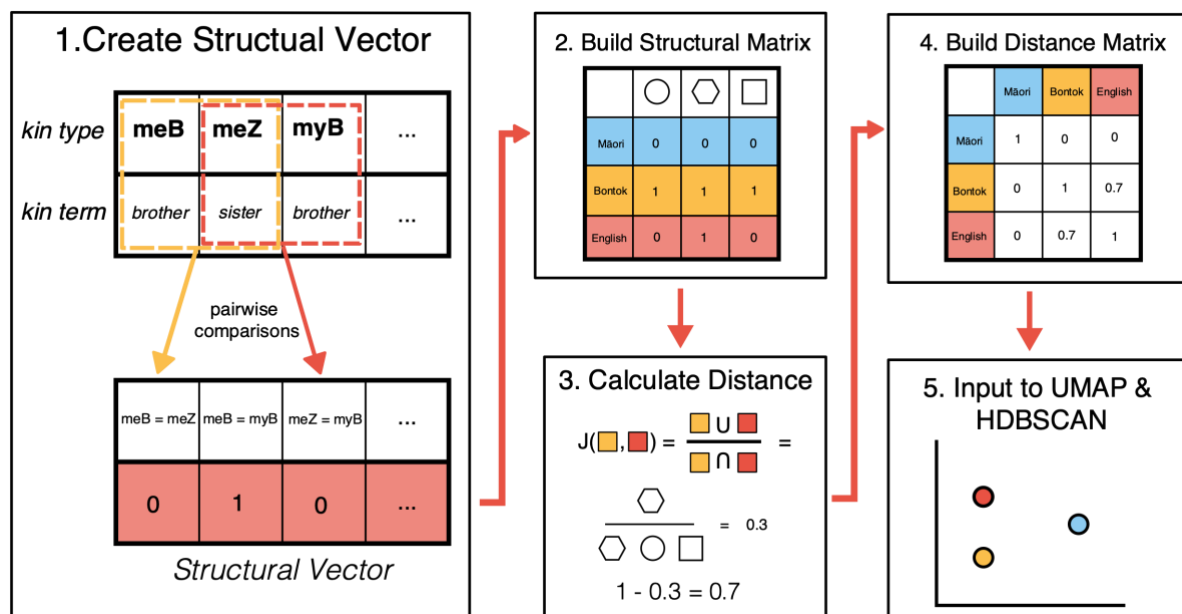 1.Create Structual Vector
kin type meB meZ myB ...
kin term brother sister brother ...
pairwise
comparisons
meB = meZ meB = myB meZ = myB ...
0 1 0 ...
Structural Vector
2. Build Structural Matrix
Māori 0 0 0
Bontok 1 1 1
English 0 1 0
3. Calculate Distance
J( , ) = ∪ =
∩
= 0.3
1 - 0.3 = 0.7
4. Build Distance Matrix
Māori Bontok English
Māori 1 0 0
Bontok 0 1 0.7
English 0 0.7 1
5. Input to UMAP &
HDBSCAN